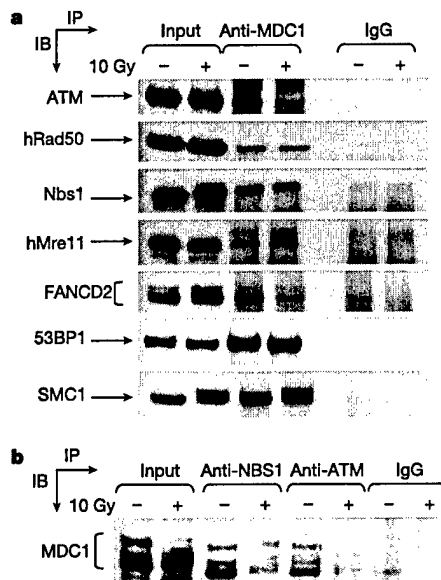 a
IP
IB
Input Anti-MDC1 IgG
10 Gy − + − + − +
ATM
hRad50
Nbs1
hMre11
FANCD2
53BP1
SMC1
b
IP
IB
Input Anti-NBS1 Anti-ATM IgG
10 Gy − + − + − + − +
MDC1